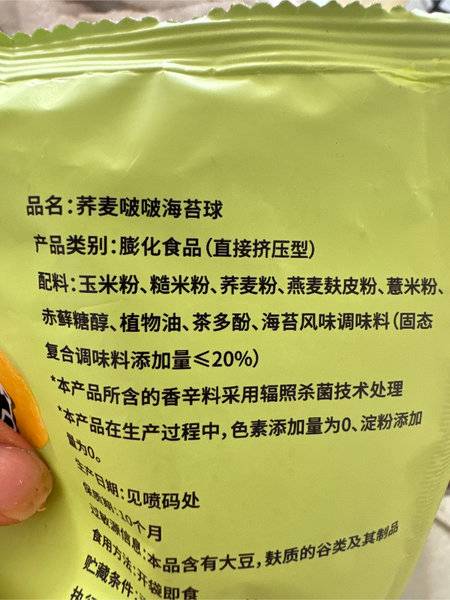 品名：荞麦啵啵海苔球
产品类别：膨化食品（直接挤压型）
配料：玉米粉、糙米粉、荞麦粉、燕麦麸皮粉、薏米粉、
赤藓糖醇、植物油、茶多酚、海苔风味调味料（固态
复合调味料添加量≤20%）
*本产品所含的香辛料采用辐照杀菌技术处理
*本产品在生产过程中，色素添加量为0、淀粉添加
量为0。
生产日期：见喷码处
保质期：10个月
过敏源信息：本品含有大豆，麸质的谷类及其制品
食用方法：开袋即食
贮藏条件：
执行